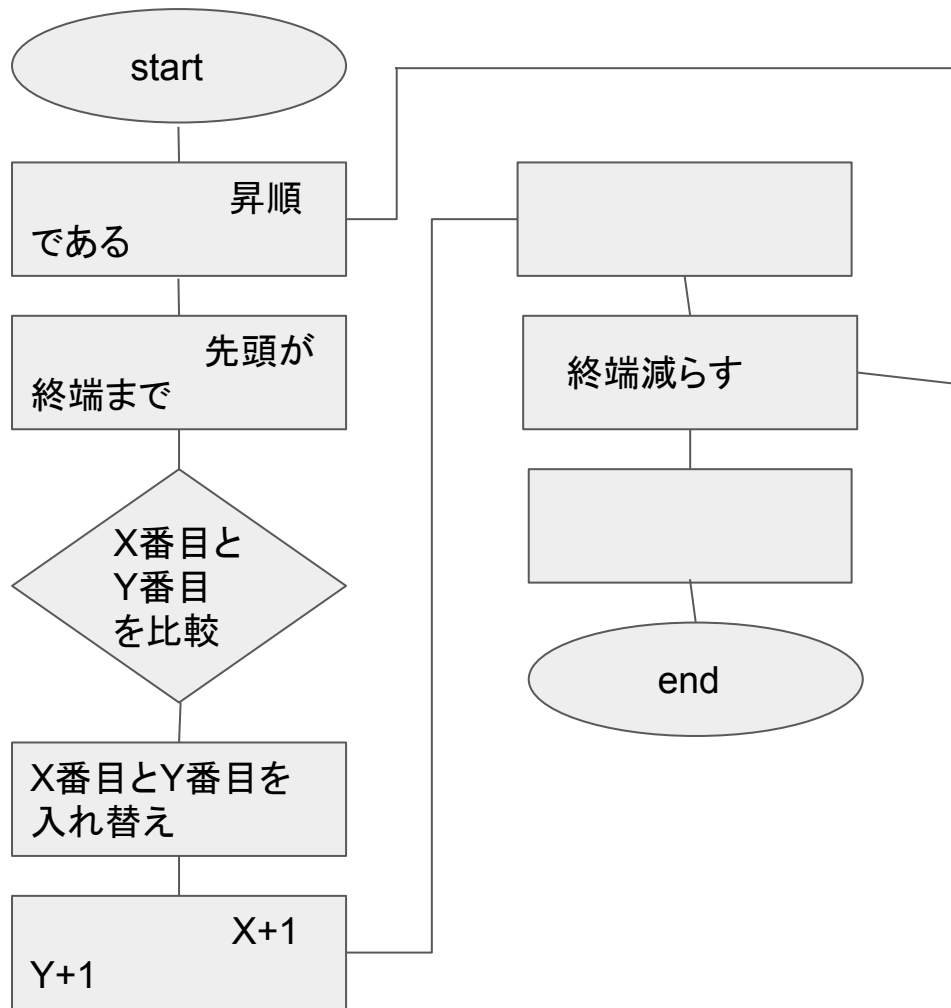 start
昇順
である
先頭が
終端まで
X番目と
Y番目
を比較
X番目とY番目を
入れ替え
X+1
Y+1
終端減らす
end